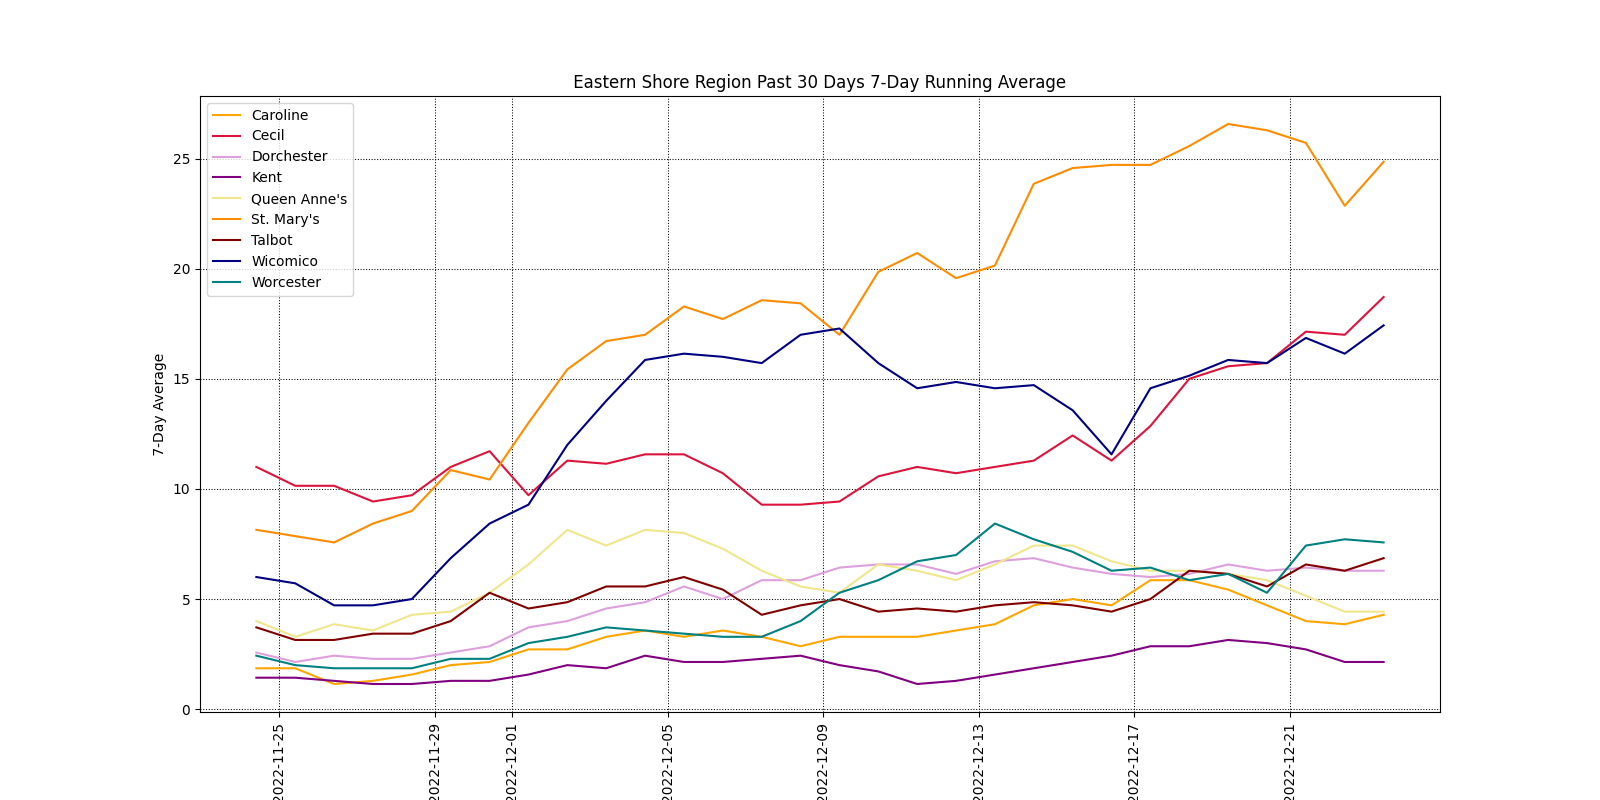 Eastern Shore Region Past 30 Days 7-Day Running Average
Caroline
Cecil
Dorchester
Kent
Queen Anne's
St. Mary's
Talbot
Wicomico
Worcester
25
20
15
10
5
0
7-Day Average
2022-11-25
2022-11-29
2022-12-01
2022-12-05
2022-12-09
2022-12-13
2022-12-17
2022-12-21